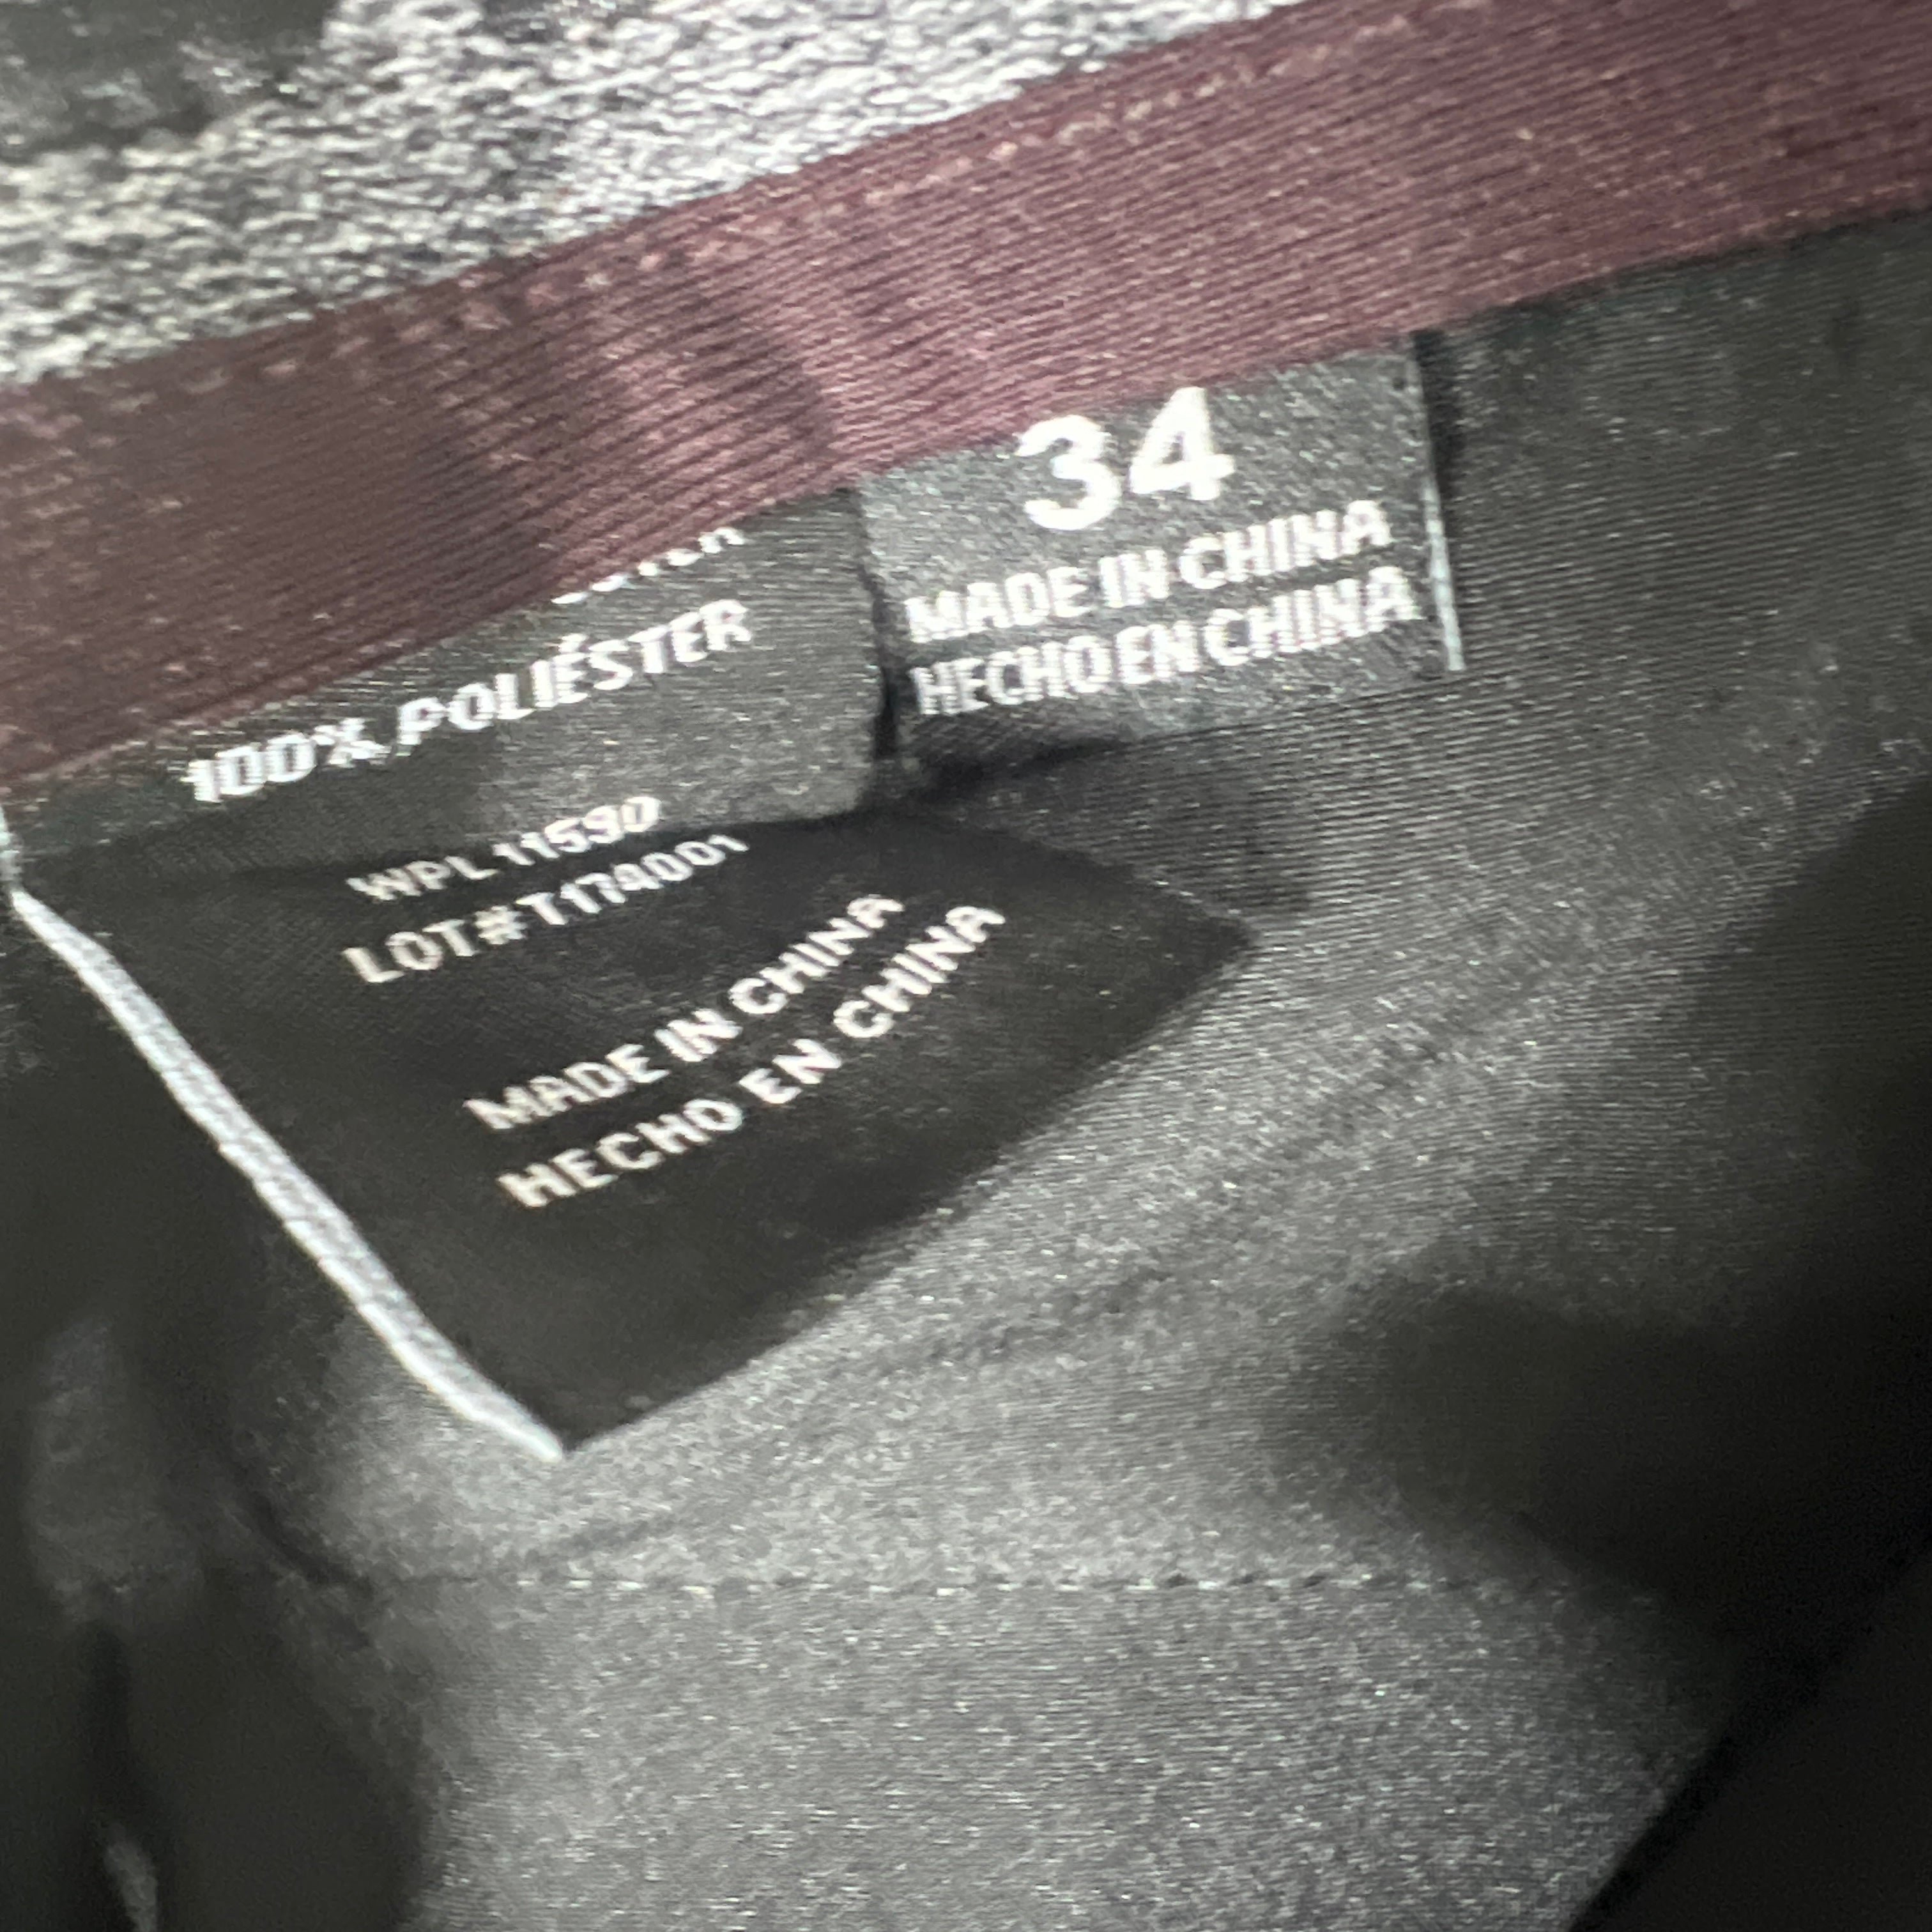 100% POLIÉSTER
WPL 11590
LOT# T174001
MADE IN CHINA
HECHO EN CHINA
34
MADE IN CHINA
HECHO EN CHINA